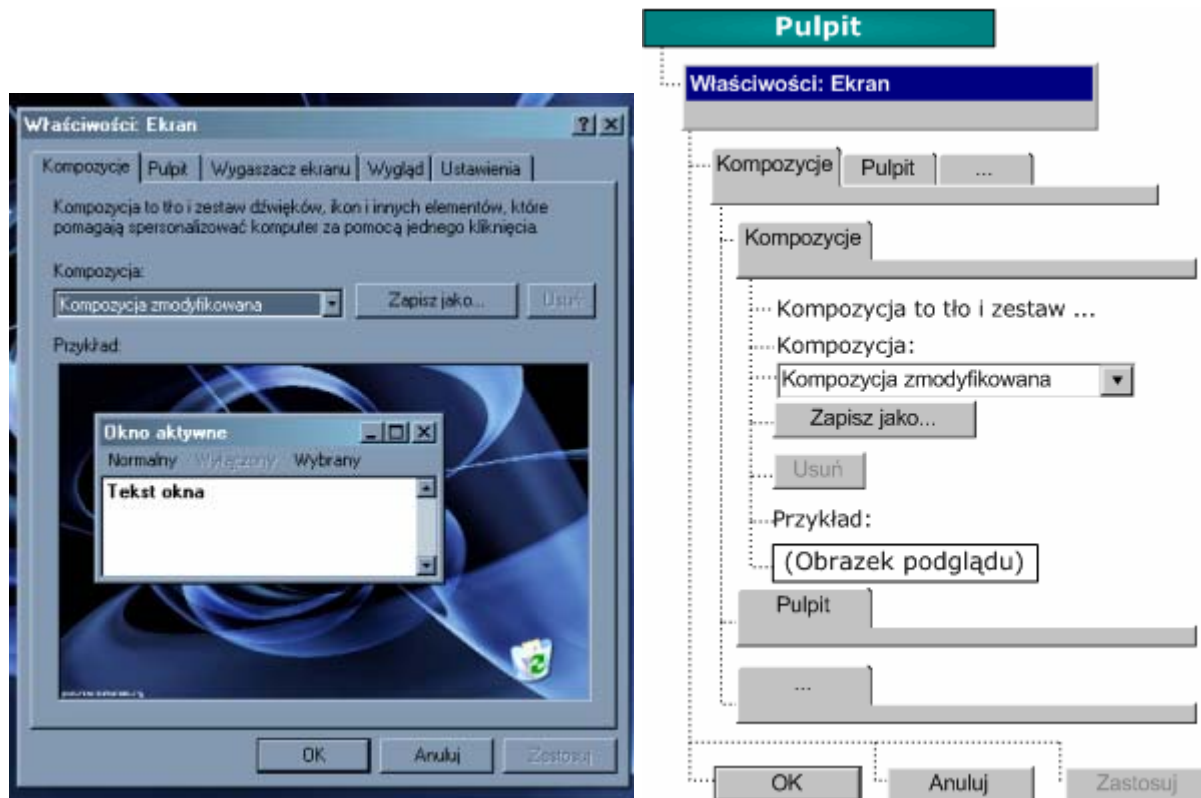 Właściwości: Ekran
Kompozycje Pulpit Wygaszacz ekranu Wygląd Ustawienia
Kompozycja to tło i zestaw dźwięków, ikon i innych elementów, które
pomagają spersonalizować komputer za pomocą jednego kliknięcia.
Kompozycja:
Kompozycja zmodyfikowana Zapisz jako... Usuń
Przykład:
Okno aktywne
Normalny Wyłączony Wybrany
Tekst okna
OK Anuluj Zastosuj
Pulpit
Właściwości: Ekran
Kompozycje Pulpit ...
Kompozycje
Kompozycja to tło i zestaw ...
Kompozycja:
Kompozycja zmodyfikowana
Zapisz jako...
Usuń
Przykład:
(Obrazek podglądu)
Pulpit
...
OK Anuluj Zastosuj